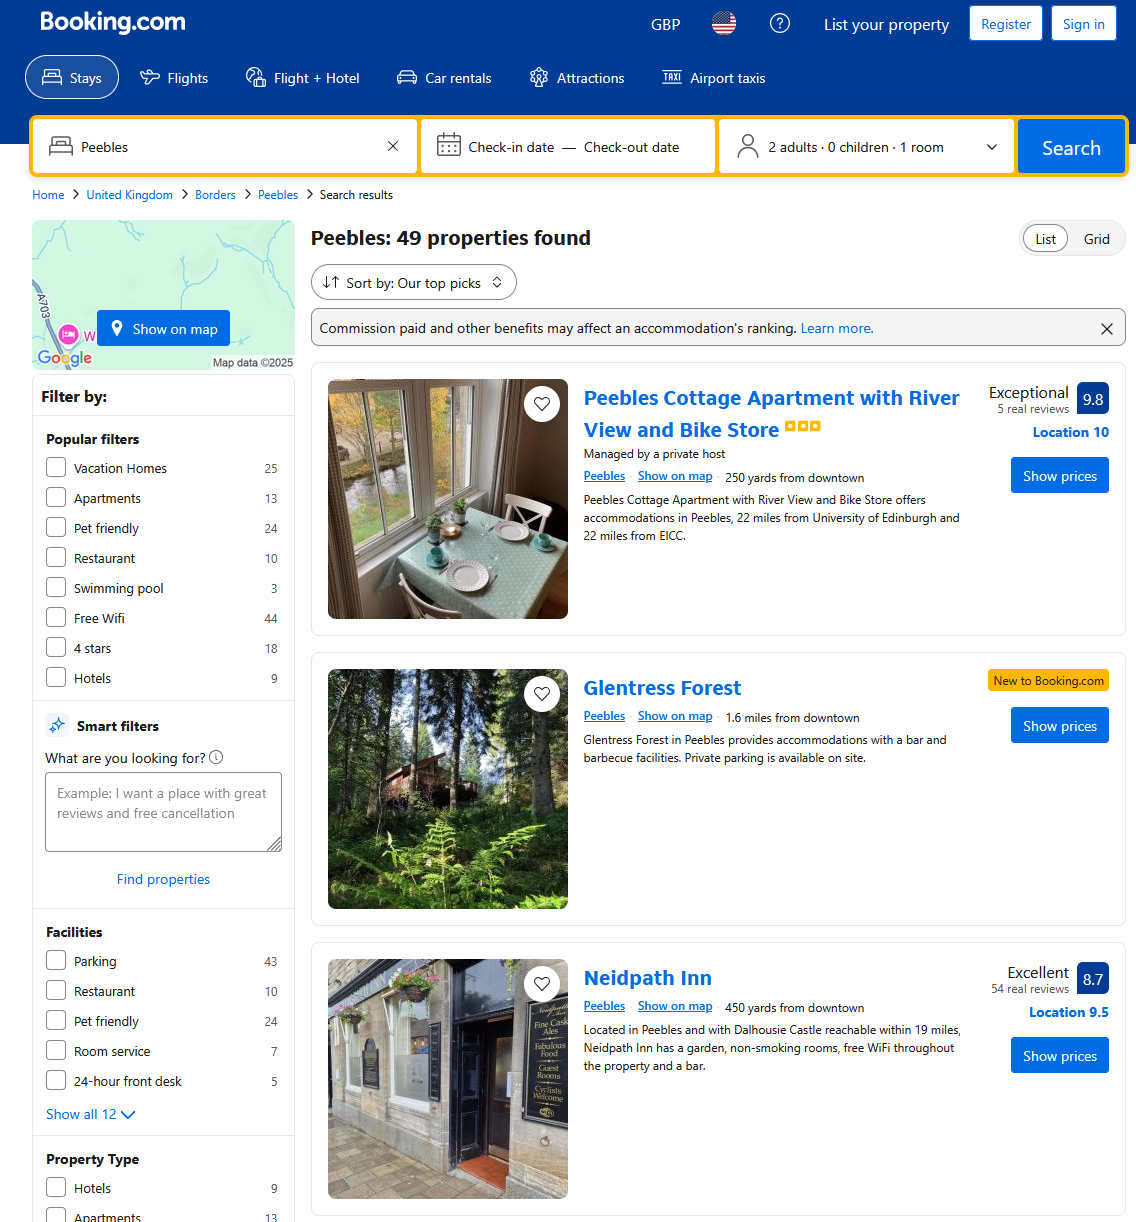 Booking.com
GBP
List your property
Register
Sign in
Stays
Flights
Flight + Hotel
Car rentals
Attractions
TAXI
Airport taxis
Peebles
Check-in date — Check-out date
2 adults · 0 children · 1 room
Search
Home > United Kingdom > Borders > Peebles > Search results
A703
W
Show on map
Google
Map data ©2025
Filter by:
Popular filters
Vacation Homes 25
Apartments 13
Pet friendly 24
Restaurant 10
Swimming pool 3
Free Wifi 44
4 stars 18
Hotels 9
Smart filters
What are you looking for?
Example: I want a place with great
reviews and free cancellation
Find properties
Facilities
Parking 43
Restaurant 10
Pet friendly 24
Room service 7
24-hour front desk 5
Show all 12
Property Type
Hotels 9
Apartments 13
Peebles: 49 properties found
List
Grid
Sort by: Our top picks
Commission paid and other benefits may affect an accommodation's ranking. Learn more.
Peebles Cottage Apartment with River
View and Bike Store
Managed by a private host
Peebles · Show on map · 250 yards from downtown
Peebles Cottage Apartment with River View and Bike Store offers
accommodations in Peebles, 22 miles from University of Edinburgh and
22 miles from EICC.
Exceptional 9.8
5 real reviews
Location 10
Show prices
Glentress Forest
Peebles · Show on map · 1.6 miles from downtown
Glentress Forest in Peebles provides accommodations with a bar and
barbecue facilities. Private parking is available on site.
New to Booking.com
Show prices
Fine Cask
Ales
Fabulous
Food
Guest
Rooms
Cyclists
Welcome
Neidpath Inn
Peebles · Show on map · 450 yards from downtown
Located in Peebles and with Dalhousie Castle reachable within 19 miles,
Neidpath Inn has a garden, non-smoking rooms, free WiFi throughout
the property and a bar.
Excellent 8.7
54 real reviews
Location 9.5
Show prices